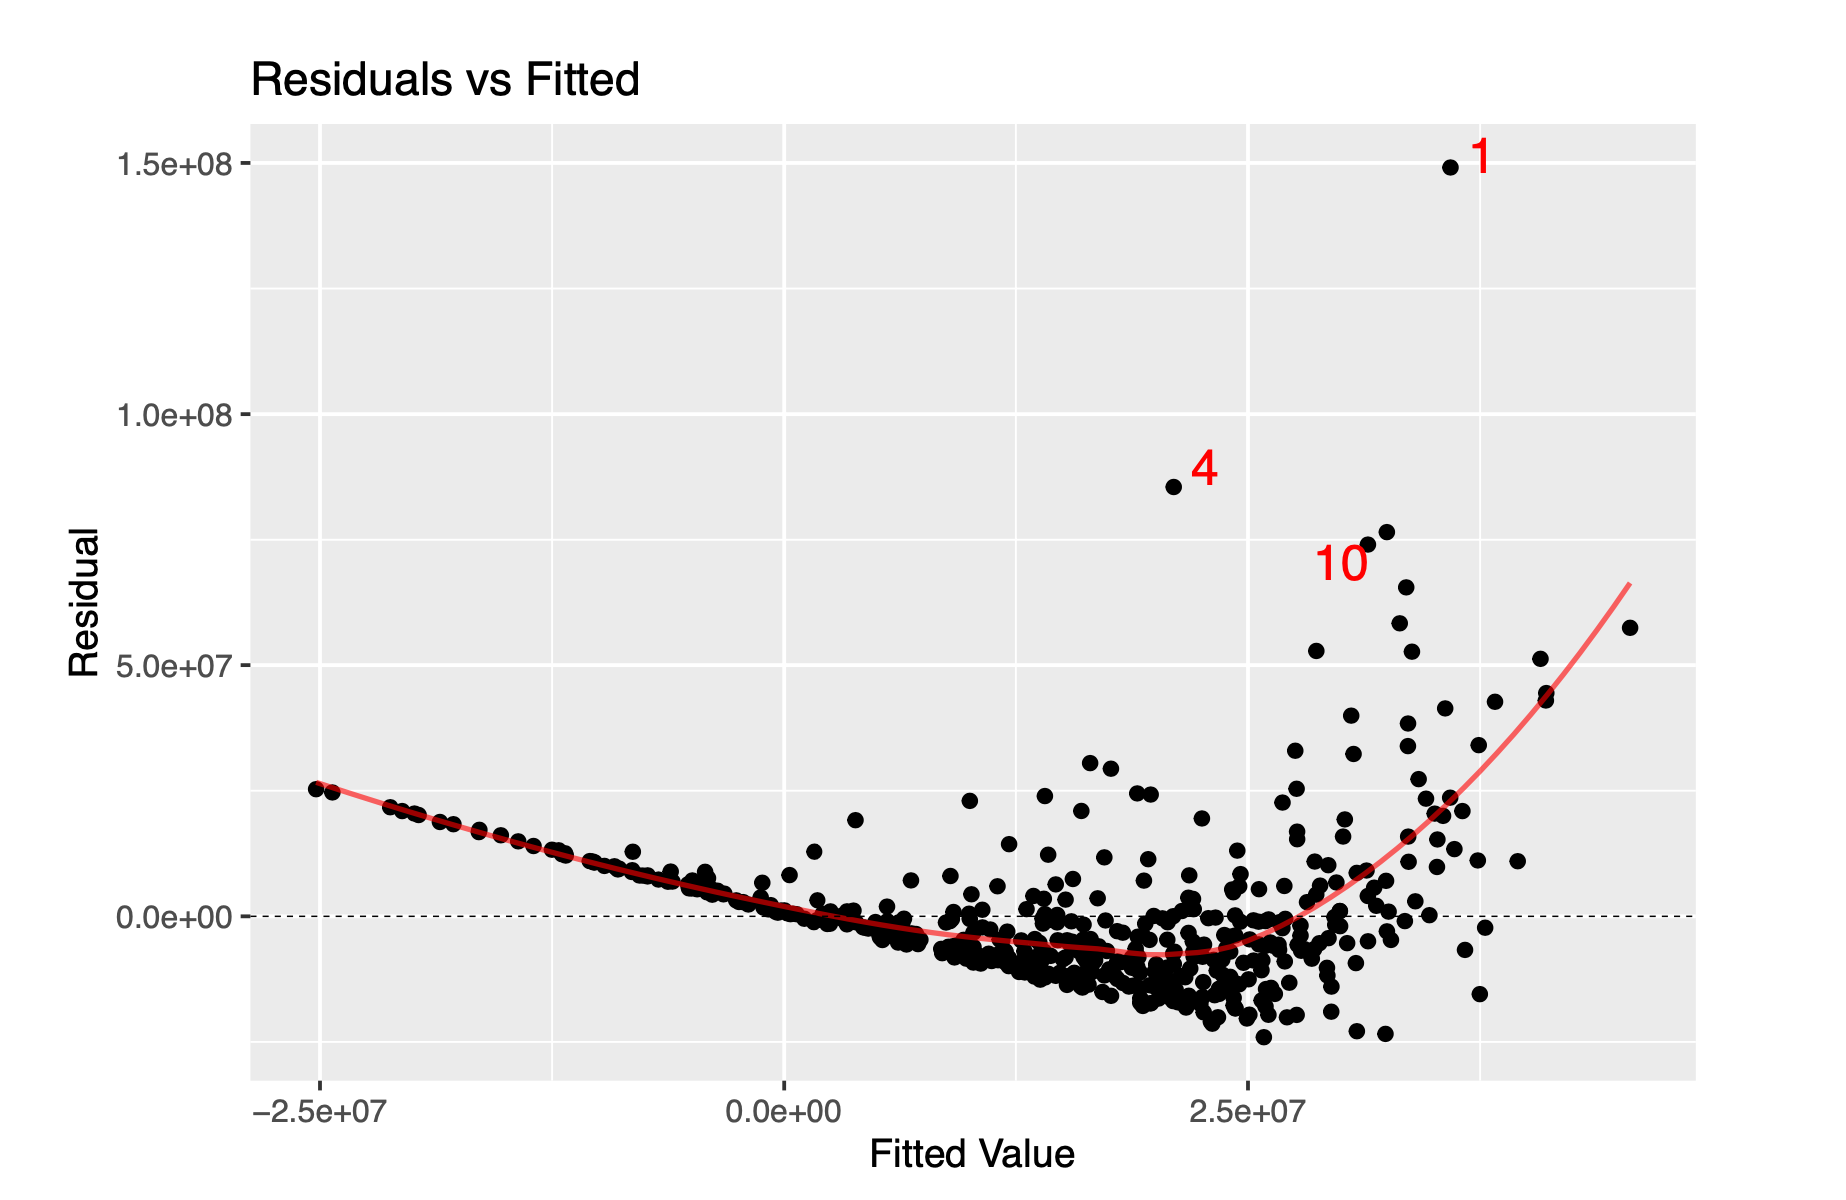 Residuals vs Fitted
1.5e+08
1.0e+08
5.0e+07
0.0e+00
Residual
1
4
10
−2.5e+07
0.0e+00
2.5e+07
Fitted Value